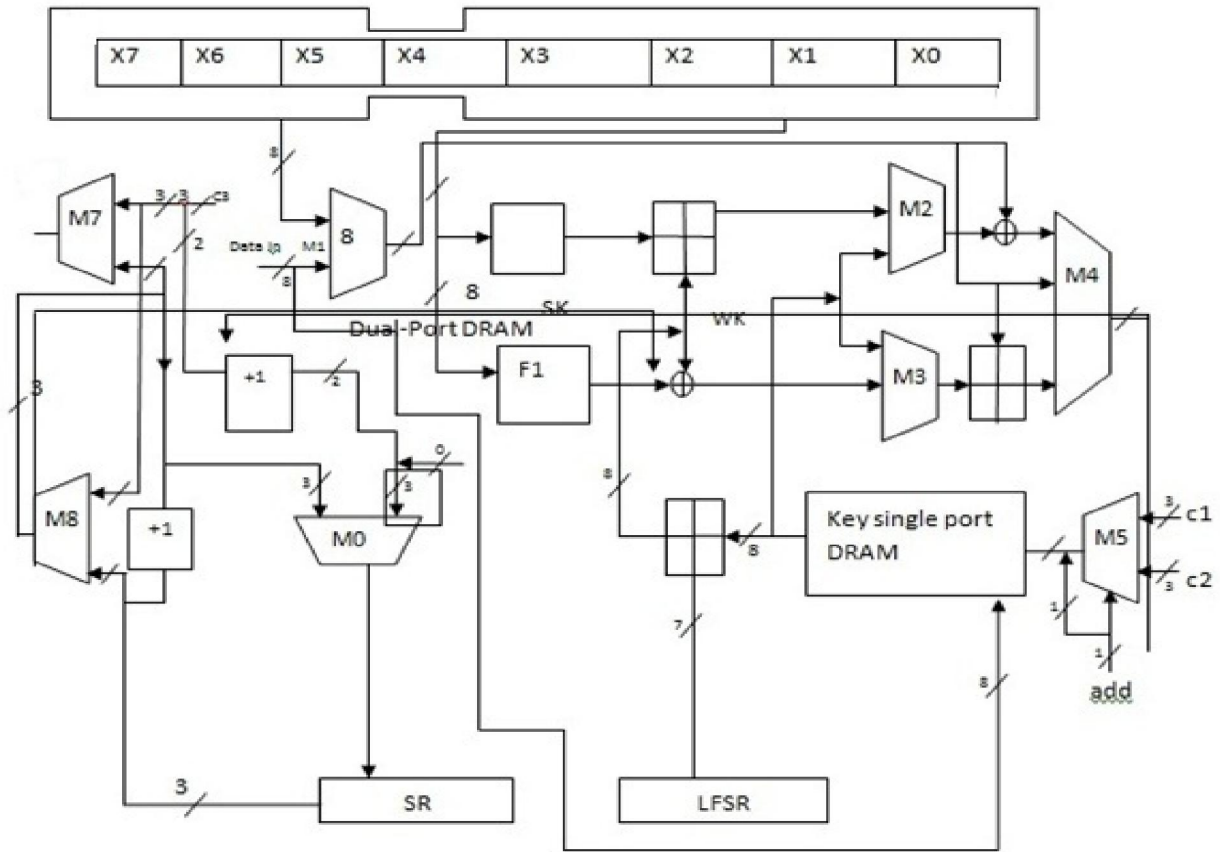 X7 X6 X5 X4 X3 X2 X1 X0
8
3 3 c3
M7
2
8
Data ip M1
8
M2
M4
8
SK
WK
Dual-Port DRAM
+1
2
F1
M3
3
0
3 3
8
M8
+1
M0
8
Key single port
DRAM
M5
3 c1
3 c2
1
7
1
8
add
3
SR
LFSR